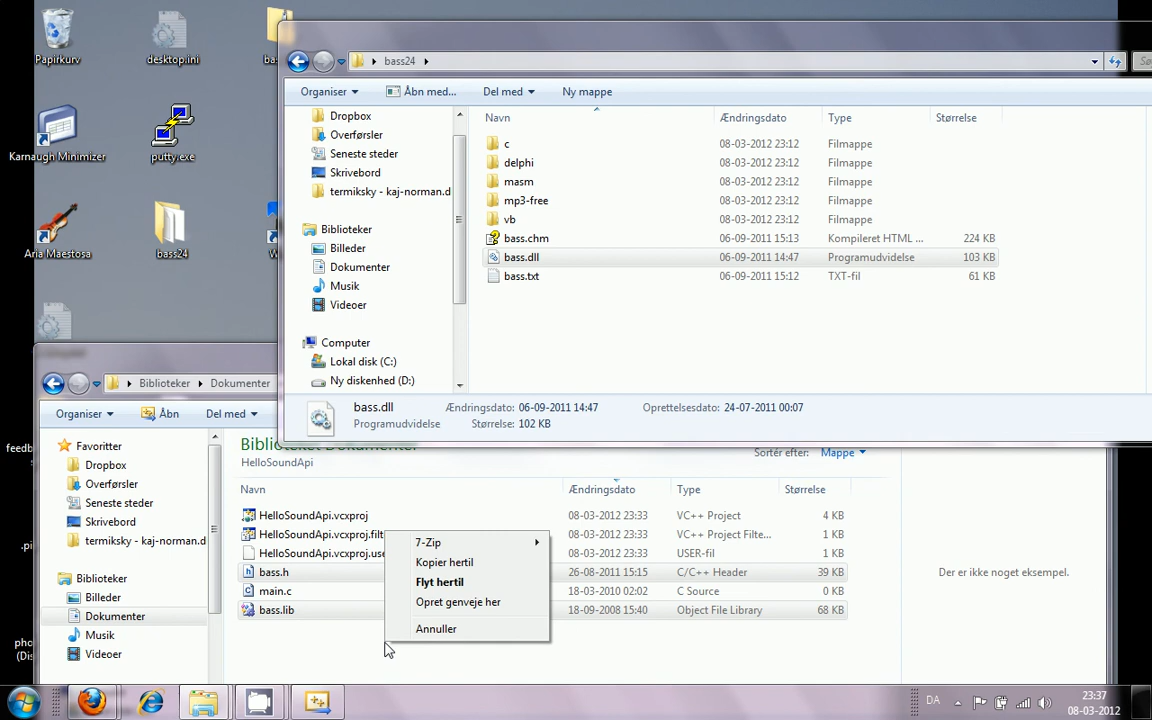 Papirkurv
desktop.ini
Karnaugh Minimizer
putty.exe
Aria Maestosa
bass24
bass24
Organiser
Åbn med...
Del med
Ny mappe
Dropbox
Overførsler
Seneste steder
Skrivebord
termiksky - kaj-norman.d
Biblioteker
Billeder
Dokumenter
Musik
Videoer
Computer
Lokal disk (C:)
Ny diskenhed (D:)
Navn Ændringsdato Type Størrelse
c 08-03-2012 23:12 Filmappe
delphi 08-03-2012 23:12 Filmappe
masm 08-03-2012 23:12 Filmappe
mp3-free 08-03-2012 23:12 Filmappe
vb 08-03-2012 23:12 Filmappe
bass.chm 06-09-2011 15:13 Kompileret HTML ... 224 KB
bass.dll 06-09-2011 14:47 Programudvidelse 103 KB
bass.txt 06-09-2011 15:12 TXT-fil 61 KB
bass.dll Ændringsdato: 06-09-2011 14:47 Oprettelsesdato: 24-07-2011 00:07
Programudvidelse Størrelse: 102 KB
Biblioteker Dokumenter
Organiser
Åbn
Del med
Favoritter
Dropbox
Overførsler
Seneste steder
Skrivebord
termiksky - kaj-norman.d
Biblioteker
Billeder
Dokumenter
Musik
Videoer
Biblioteket Dokumenter
HelloSoundApi
Sortér efter: Mappe
Navn Ændringsdato Type Størrelse
HelloSoundApi.vcxproj 08-03-2012 23:33 VC++ Project 4 KB
HelloSoundApi.vcxproj.filt 08-03-2012 23:33 VC++ Project Filte... 1 KB
HelloSoundApi.vcxproj.use 08-03-2012 23:33 USER-fil 1 KB
bass.h 26-08-2011 15:15 C/C++ Header 39 KB
main.c 18-03-2010 02:02 C Source 0 KB
bass.lib 18-09-2008 15:40 Object File Library 68 KB
7-Zip
Kopier hertil
Flyt hertil
Opret genveje her
Annuller
Der er ikke noget eksempel.
DA
23:37
08-03-2012